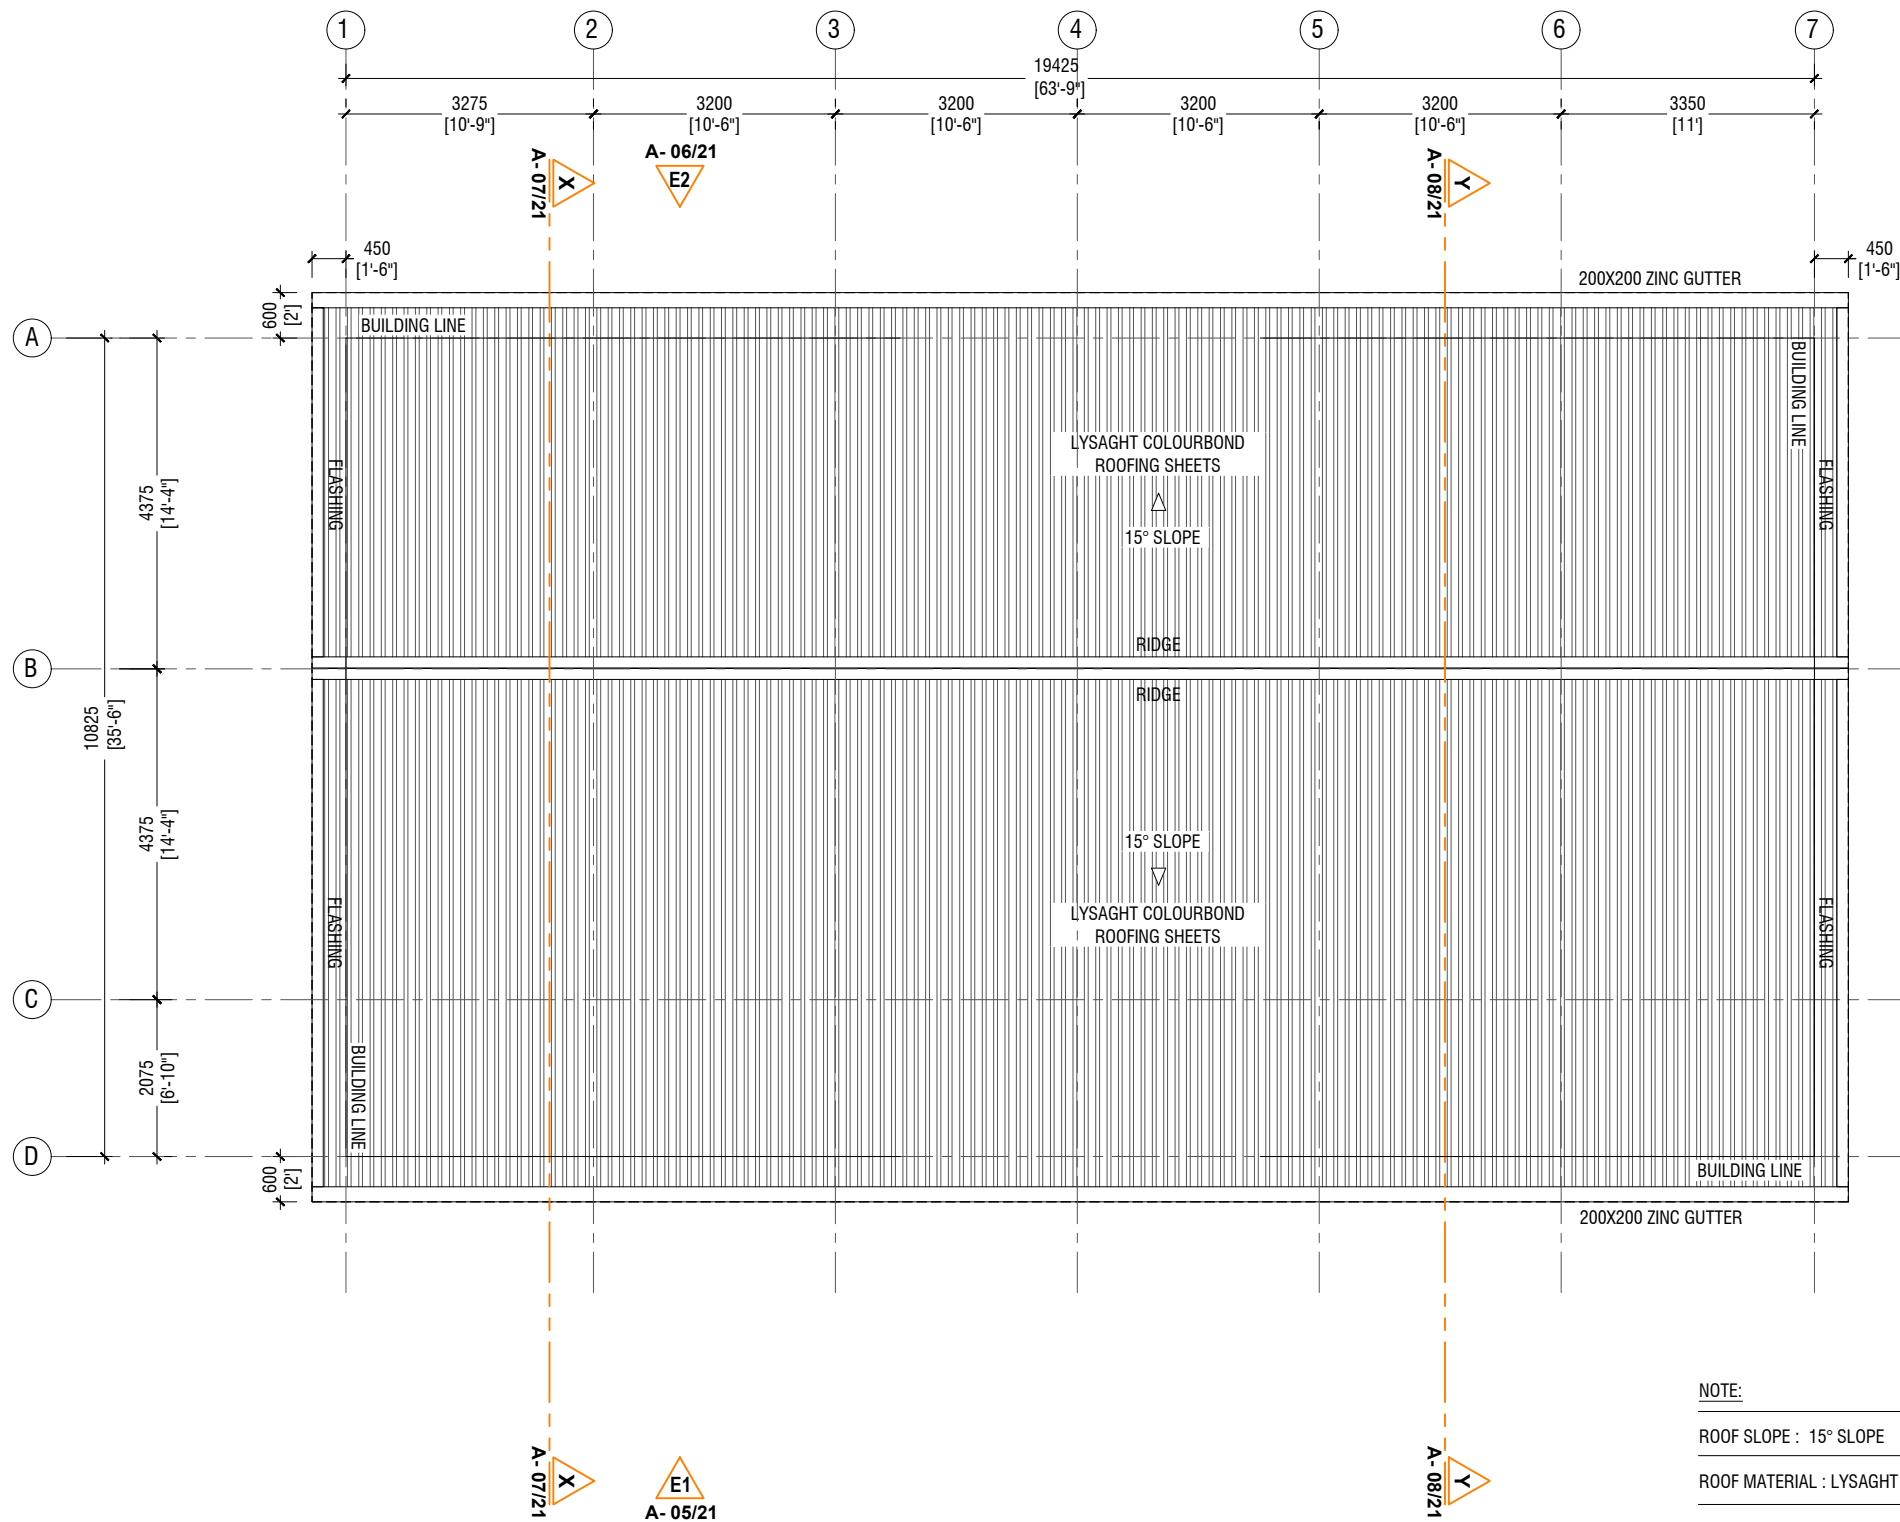 1 2 3 4 5 6 7
19425
[63'-9"]
3275 3200 3200 3200 3200 3350
[10'-9"] [10'-6"] [10'-6"] [10'-6"] [10'-6"] [11']
A- 07/21
X
A- 06/21
E2
A- 08/21
Y
450
[1'-6"]
450
[1'-6"]
200X200 ZINC GUTTER
600
[2']
A
BUILDING LINE
BUILDING LINE
FLASHING
FLASHING
4375
[14'-4"]
LYSAGHT COLOURBOND
ROOFING SHEETS
15° SLOPE
RIDGE
B
RIDGE
10825
[35'-6"]
4375
[14'-4"]
15° SLOPE
LYSAGHT COLOURBOND
ROOFING SHEETS
FLASHING
FLASHING
C
2075
[6'-10"]
BUILDING LINE
D
600
[2']
BUILDING LINE
200X200 ZINC GUTTER
NOTE:
ROOF SLOPE : 15° SLOPE
ROOF MATERIAL : LYSAGHT
A- 07/21
X
E1
A- 05/21
A- 08/21
Y